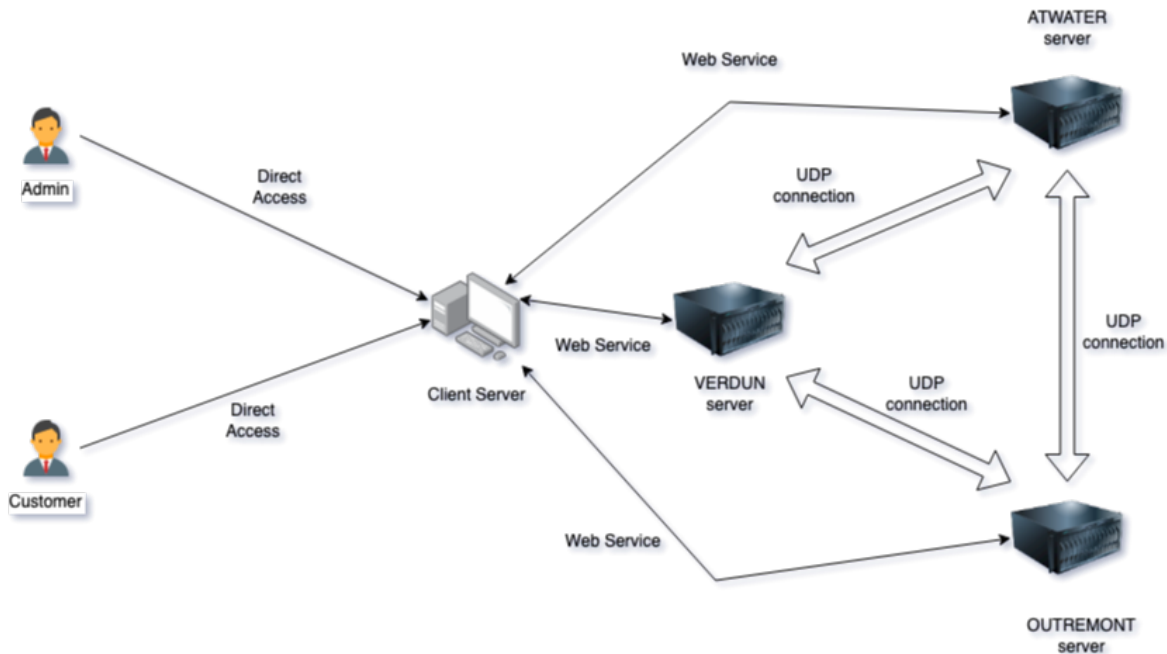 ATWATER
server
Web Service
Admin
Direct
Access
UDP
connection
UDP
connection
Web Service
Client Server
VERDUN
server
UDP
connection
Direct
Access
Customer
Web Service
OUTREMONT
server